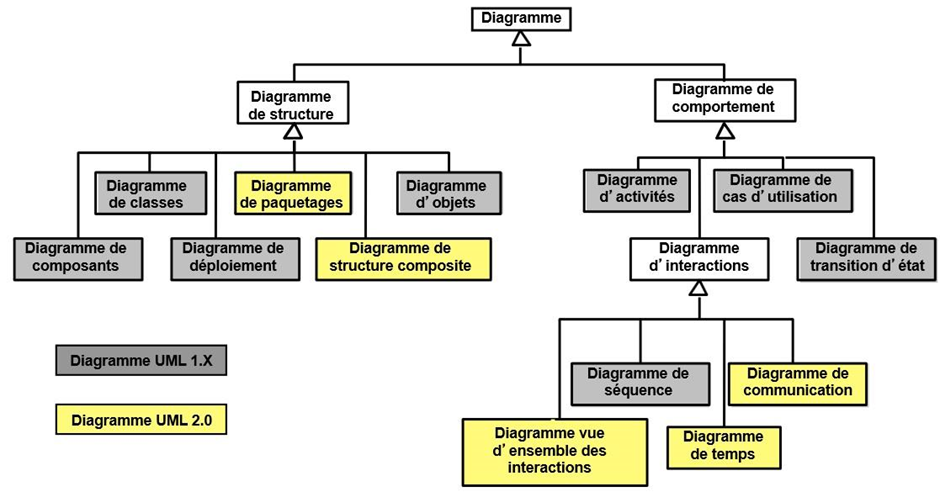 Diagramme
Diagramme
de structure
Diagramme de
comportement
Diagramme
de classes
Diagramme
de paquetages
Diagramme
d’objets
Diagramme
d’activités
Diagramme de
cas d’utilisation
Diagramme de
composants
Diagramme de
déploiement
Diagramme de
structure composite
Diagramme
d’interactions
Diagramme de
transition d’état
Diagramme UML 1.X
Diagramme de
séquence
Diagramme de
communication
Diagramme UML 2.0
Diagramme vue
d’ensemble des
interactions
Diagramme
de temps